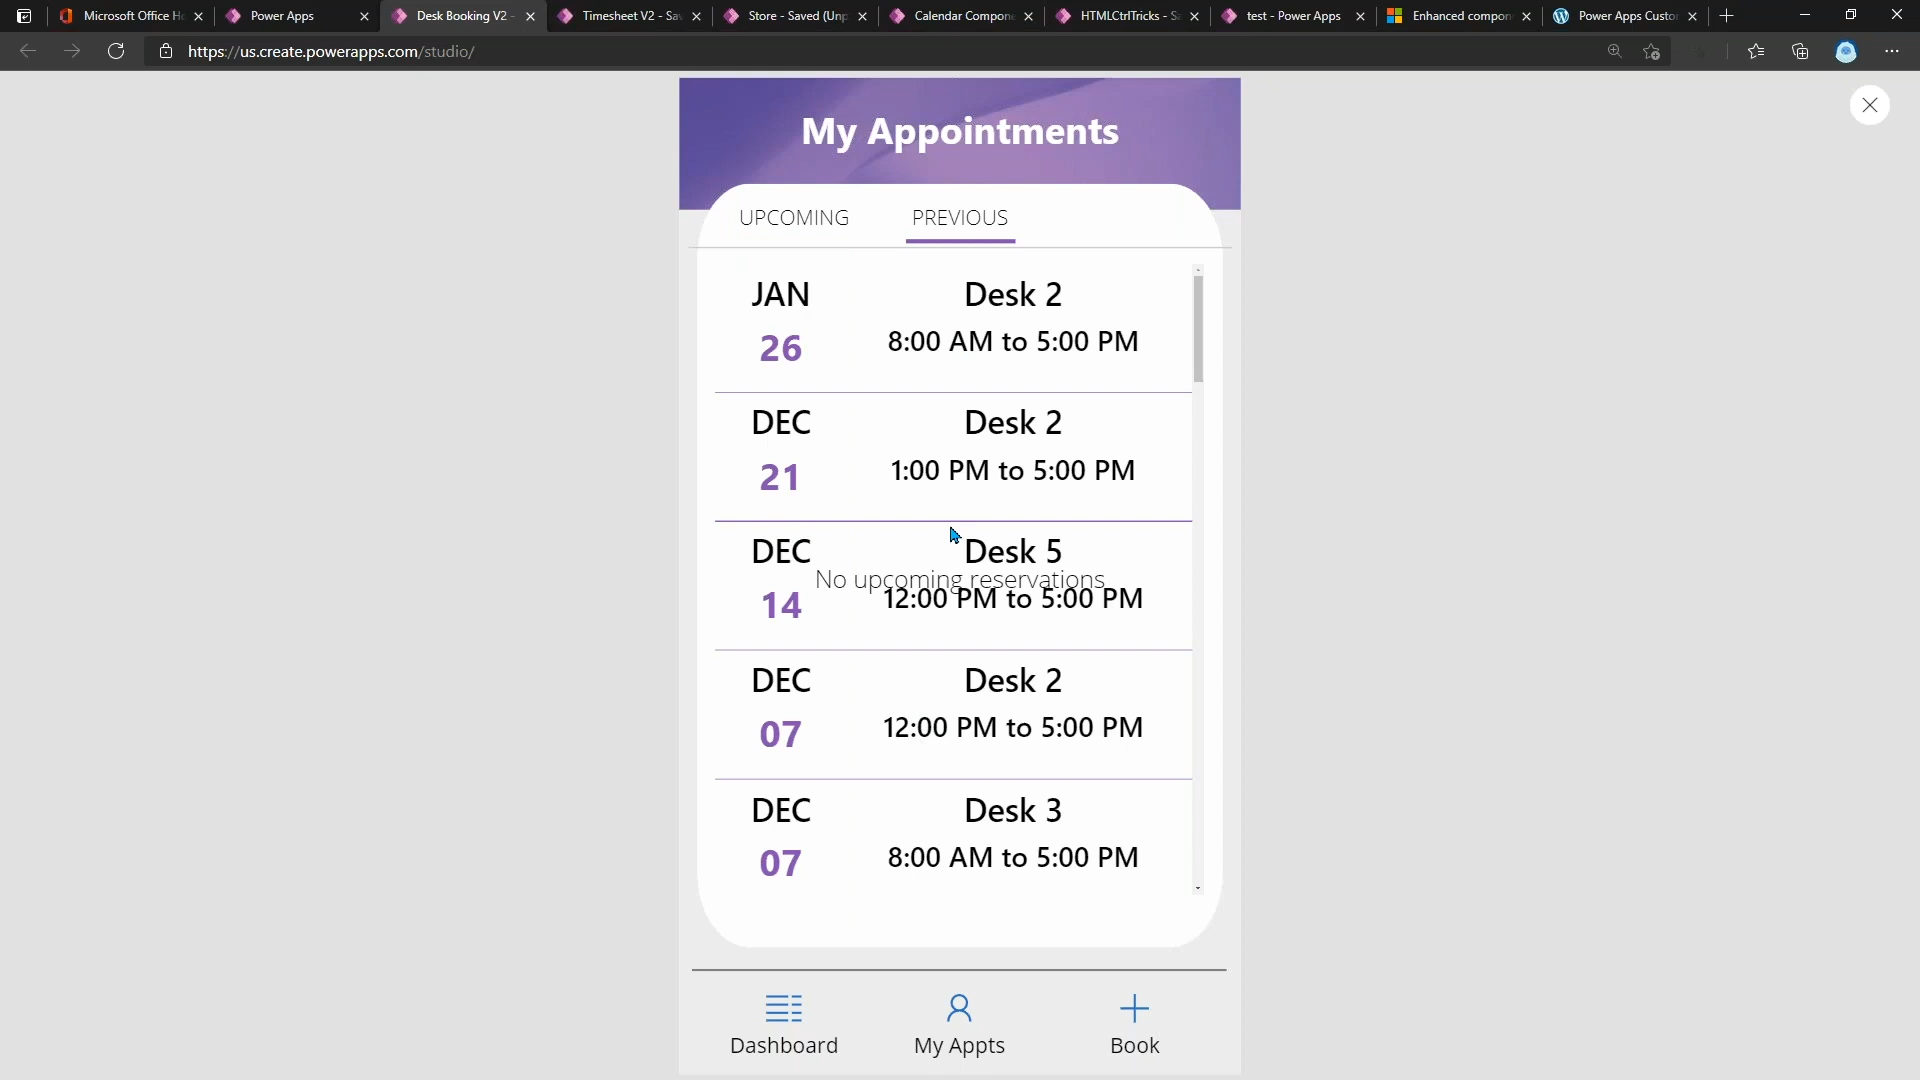 Microsoft Office H
Power Apps
Desk Booking V2 -
Timesheet V2 - Sa
Store - Saved (Unp
Calendar Compone
HTMLCtrlTricks - S
test - Power Apps
Enhanced compon
Power Apps Custo
https://us.create.powerapps.com/studio/
My Appointments
UPCOMING
PREVIOUS
JAN
Desk 2
26
8:00 AM to 5:00 PM
DEC
Desk 2
21
1:00 PM to 5:00 PM
DEC
Desk 5
No upcoming reservations
14
12:00 PM to 5:00 PM
DEC
Desk 2
07
12:00 PM to 5:00 PM
DEC
Desk 3
07
8:00 AM to 5:00 PM
Dashboard
My Appts
Book